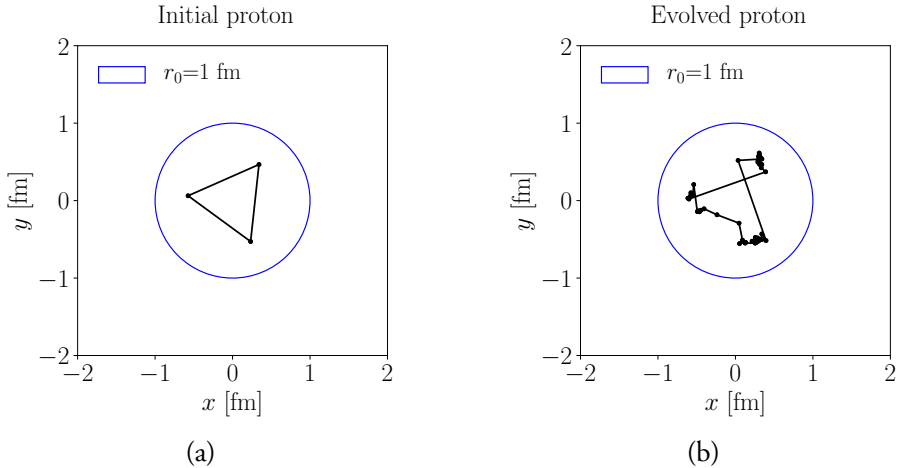 Initial proton
2
1
0
−1
−2
y [fm]
r0=1 fm
−2 −1 0 1 2
x [fm]
(a)
Evolved proton
2
1
0
−1
−2
y [fm]
r0=1 fm
−2 −1 0 1 2
x [fm]
(b)